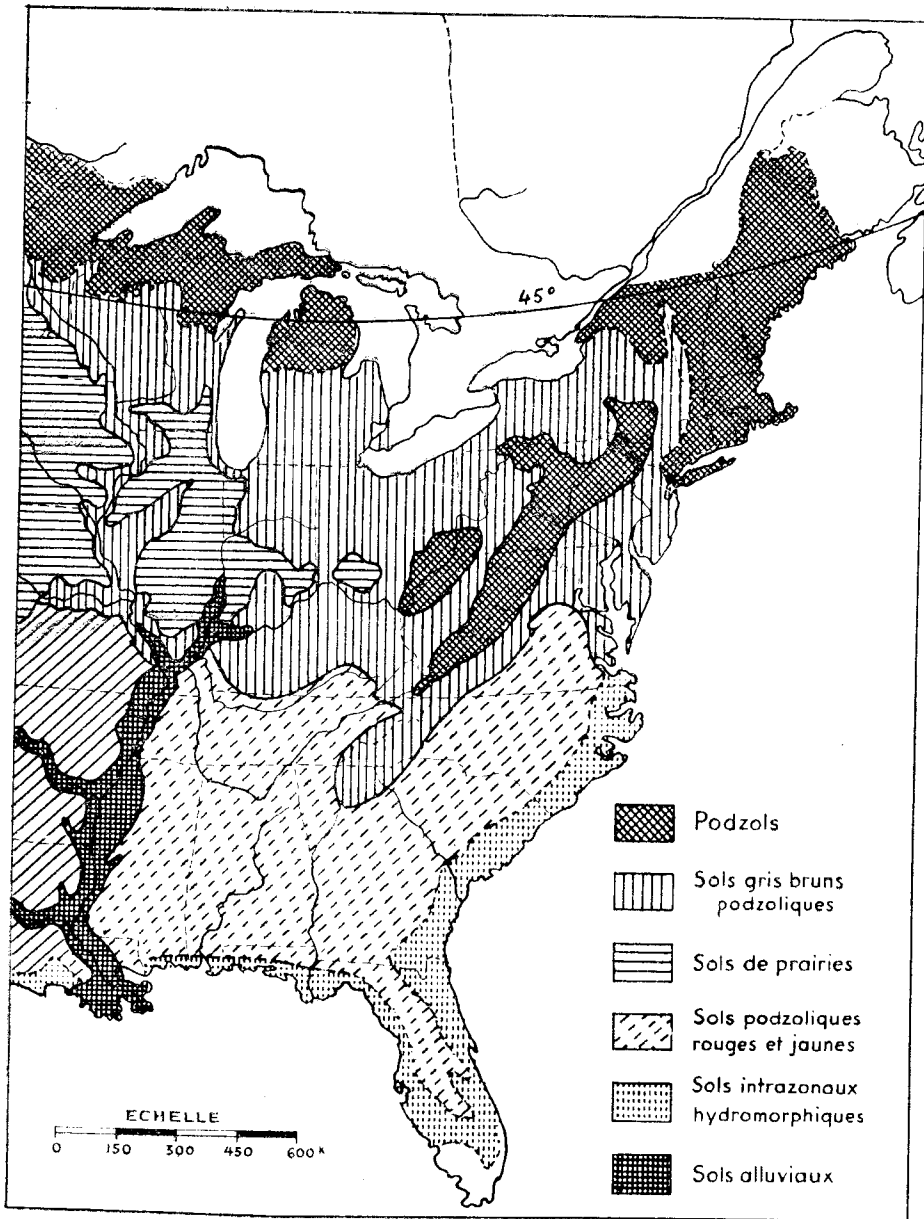 45°
Podzols
Sols gris bruns
podzoliques
Sols de prairies
Sols podzoliques
rouges et jaunes
Sols intrazonaux
hydromorphiques
Sols alluviaux
ECHELLE
0 150 300 450 600 K